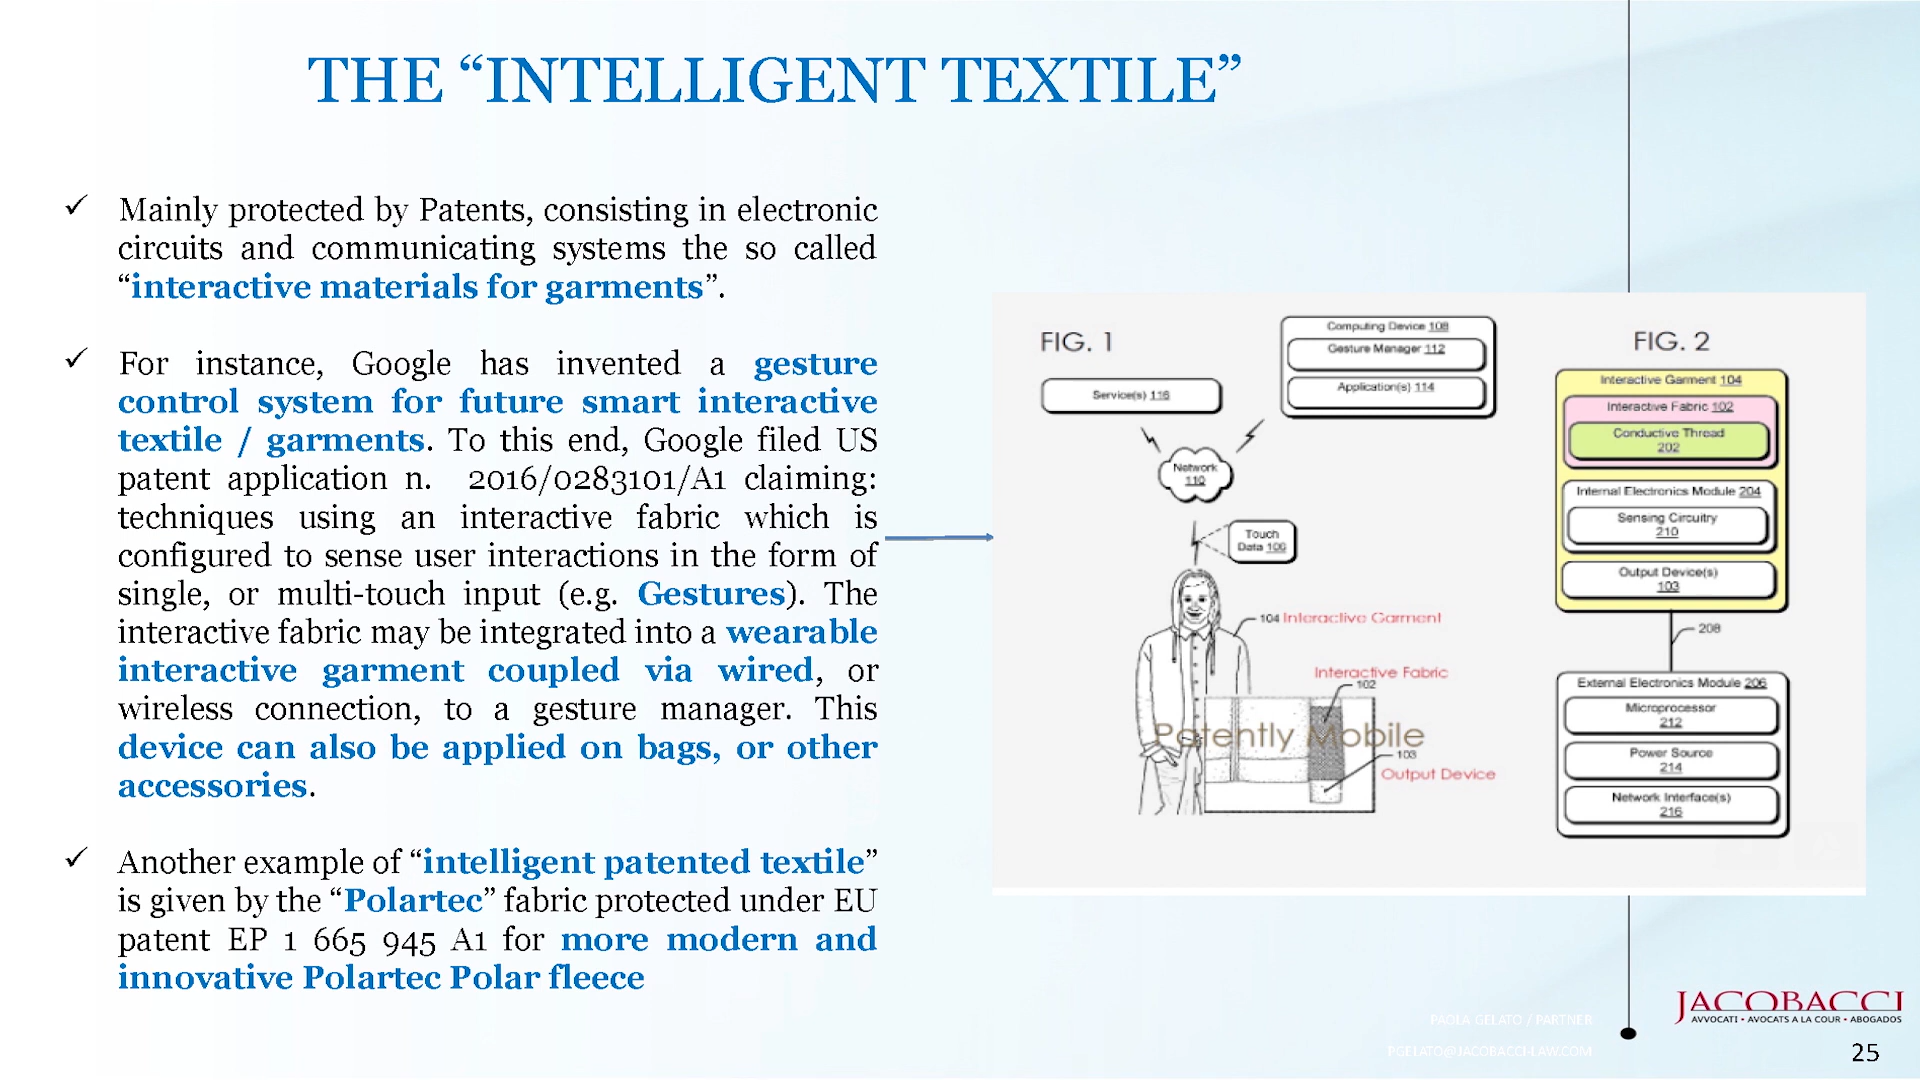 THE “INTELLIGENT TEXTILE”
✓ Mainly protected by Patents, consisting in electronic
circuits and communicating systems the so called
“interactive materials for garments”.
✓ For instance, Google has invented a gesture
control system for future smart interactive
textile / garments. To this end, Google filed US
patent application n. 2016/0283101/A1 claiming:
techniques using an interactive fabric which is
configured to sense user interactions in the form of
single, or multi-touch input (e.g. Gestures). The
interactive fabric may be integrated into a wearable
interactive garment coupled via wired, or
wireless connection, to a gesture manager. This
device can also be applied on bags, or other
accessories.
✓ Another example of “intelligent patented textile”
is given by the “Polartec” fabric protected under EU
patent EP 1 665 945 A1 for more modern and
innovative Polartec Polar fleece
FIG. 1
Service(s) 116
Computing Device 108
Gesture Manager 112
Application(s) 114
Network
110
Touch
Data 106
104 Interactive Garment
Interactive Fabric
102
Patently Mobile
103
Output Device
FIG. 2
Interactive Garment 104
Interactive Fabric 102
Conductive Thread
202
Internal Electronics Module 204
Sensing Circuitry
210
Output Device(s)
103
208
External Electronics Module 206
Microprocessor
212
Power Source
214
Network Interface(s)
216
PAOLA GELATO / PARTNER
PGELATO@JACOBACCI-LAW.COM
JACOBACCI
AVVOCATI • AVOCATS A LA COUR • ABOGADOS
25